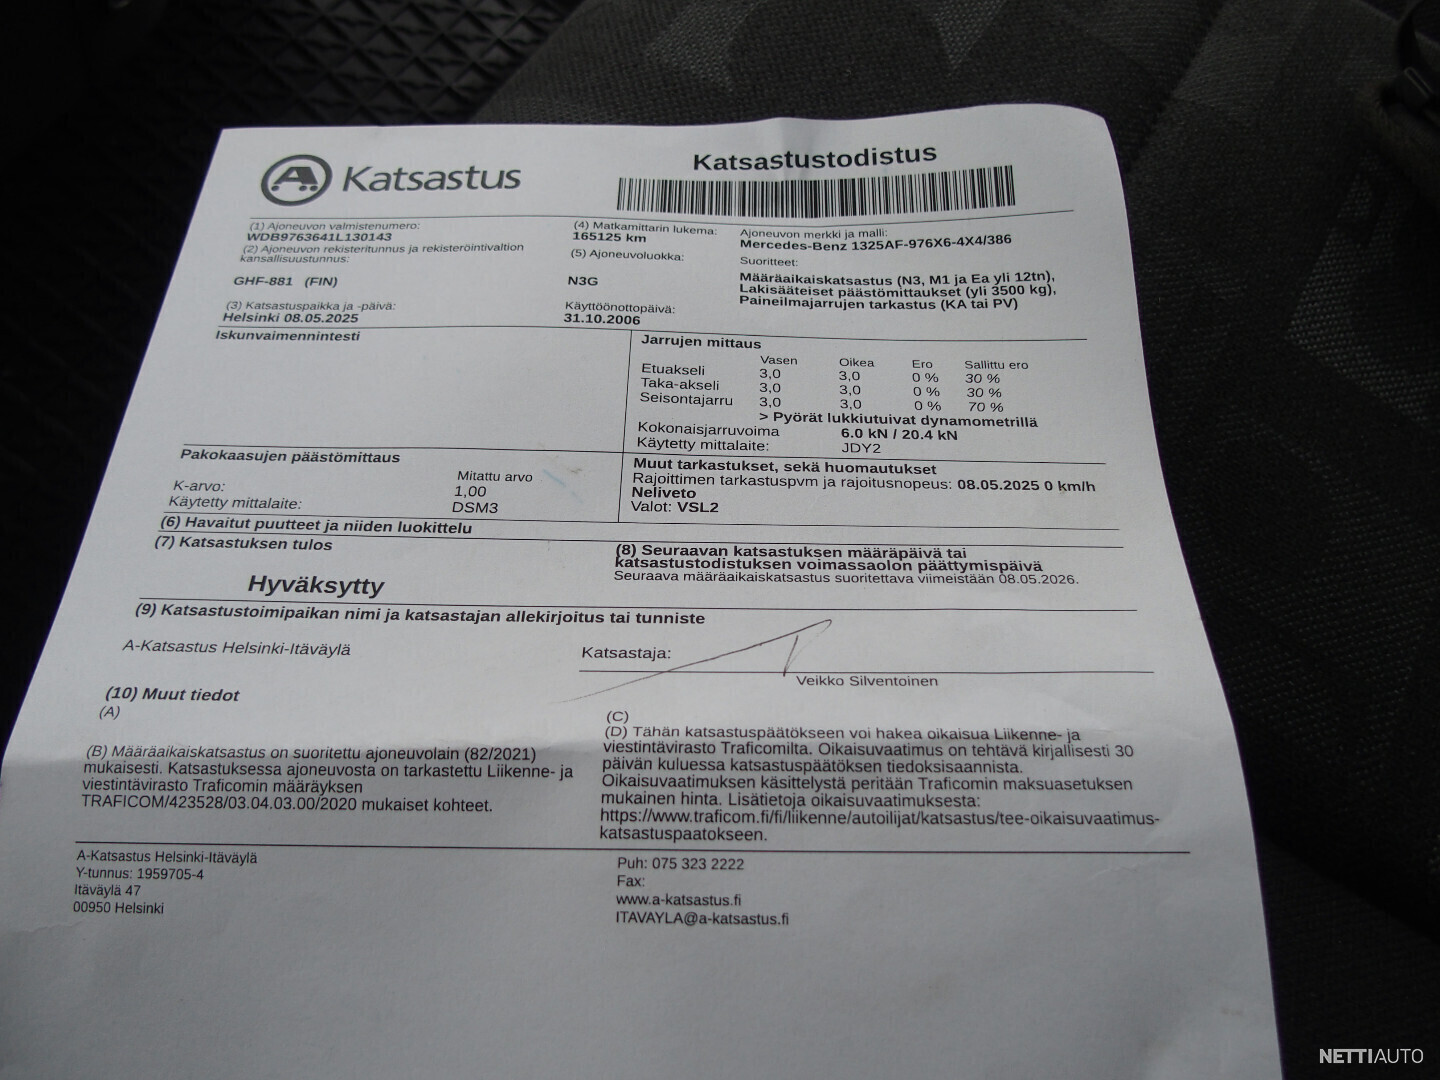 A Katsastus
Katsastustodistus
(1) Ajoneuvon valmistenumero:
WDB9763641L130143
(2) Ajoneuvon rekisteritunnus ja rekisteröintivaltion
kansallisuustunnus:
GHF-881 (FIN)
(3) Katsastuspaikka ja -päivä:
Helsinki 08.05.2025
(4) Matkamittarin lukema:
165125 km
(5) Ajoneuvoluokka:
N3G
Käyttöönottopäivä:
31.10.2006
Ajoneuvon merkki ja malli:
Mercedes-Benz 1325AF-976X6-4X4/386
Suoritteet:
Määräaikaiskatsastus (N3, M1 ja Ea yli 12tn),
Lakisääteiset päästömittaukset (yli 3500 kg),
Paineilmajarrujen tarkastus (KA tai PV)
Iskunvaimennintesti
Jarrujen mittaus
Vasen Oikea Ero Sallittu ero
Etuakseli 3,0 3,0 0 % 30 %
Taka-akseli 3,0 3,0 0 % 30 %
Seisontajarru 3,0 3,0 0 % 70 %
> Pyörät lukkiutuivat dynamometrillä
Kokonaisjarruvoima 6.0 kN / 20.4 kN
Käytetty mittalaite: JDY2
Pakokaasujen päästömittaus
Mitattu arvo
K-arvo: 1,00
Käytetty mittalaite: DSM3
Muut tarkastukset, sekä huomautukset
Rajoittimen tarkastuspvm ja rajoitusnopeus: 08.05.2025 0 km/h
Neliveto
Valot: VSL2
(6) Havaitut puutteet ja niiden luokittelu
(7) Katsastuksen tulos
Hyväksytty
(8) Seuraavan katsastuksen määräpäivä tai
katsastustodistuksen voimassaolon päättymispäivä
Seuraava määräaikaiskatsastus suoritettava viimeistään 08.05.2026.
(9) Katsastustoimipaikan nimi ja katsastajan allekirjoitus tai tunniste
A-Katsastus Helsinki-Itäväylä
Katsastaja:
Veikko Silventoinen
(10) Muut tiedot
(A)
(B) Määräaikaiskatsastus on suoritettu ajoneuvolain (82/2021)
mukaisesti. Katsastuksessa ajoneuvosta on tarkastettu Liikenne- ja
viestintävirasto Traficomin määräyksen
TRAFICOM/423528/03.04.03.00/2020 mukaiset kohteet.
(C)
(D) Tähän katsastuspäätökseen voi hakea oikaisua Liikenne- ja
viestintävirasto Traficomilta. Oikaisuvaatimus on tehtävä kirjallisesti 30
päivän kuluessa katsastuspäätöksen tiedoksisaannista.
Oikaisuvaatimuksen käsittelystä peritään Traficomin maksuasetuksen
mukainen hinta. Lisätietoja oikaisuvaatimuksesta:
https://www.traficom.fi/fi/liikenne/autoilijat/katsastus/tee-oikaisuvaatimus-
katsastuspaatokseen.
A-Katsastus Helsinki-Itäväylä
Y-tunnus: 1959705-4
Itäväylä 47
00950 Helsinki
Puh: 075 323 2222
Fax:
www.a-katsastus.fi
ITAVAYLA@a-katsastus.fi
NETTIAUTO